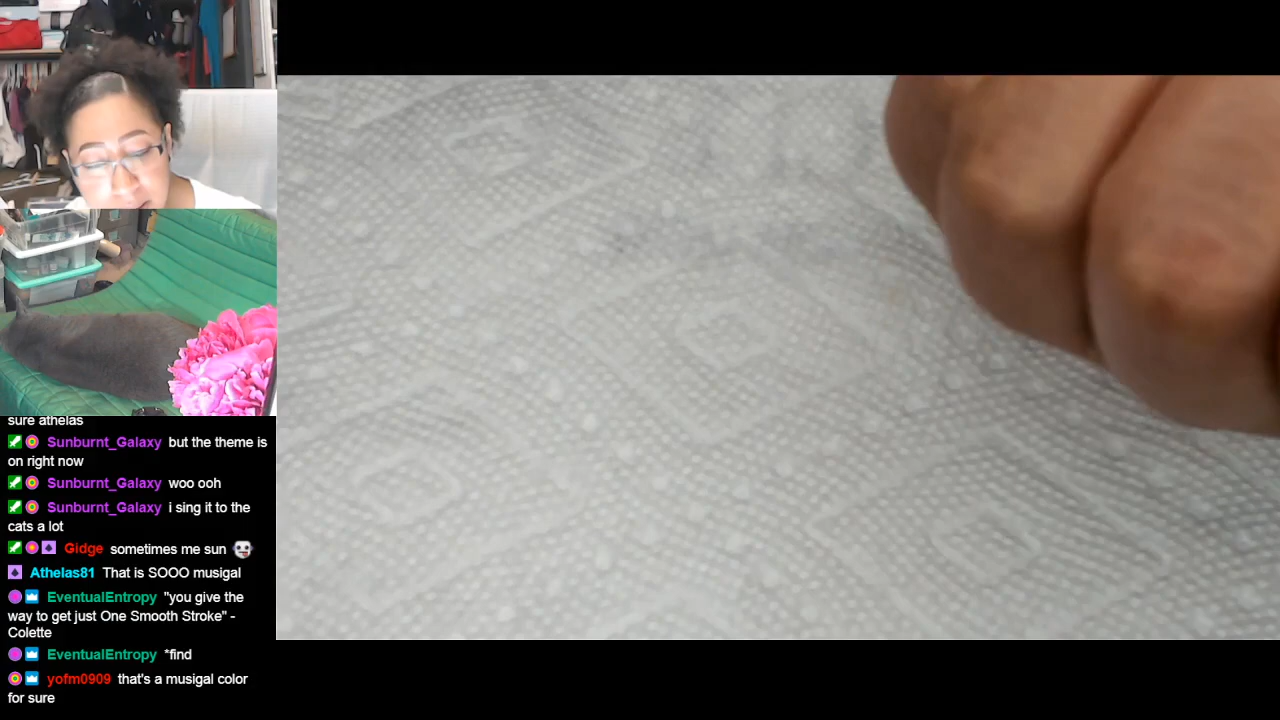 sure athelas
Sunburnt_Galaxy but the theme is
on right now
Sunburnt_Galaxy woo ooh
Sunburnt_Galaxy i sing it to the
cats a lot
Gidge sometimes me sun
Athelas81 That is SOOO musigal
EventualEntropy "you give the
way to get just One Smooth Stroke" -
Colette
EventualEntropy *find
yofm0909 that's a musigal color
for sure